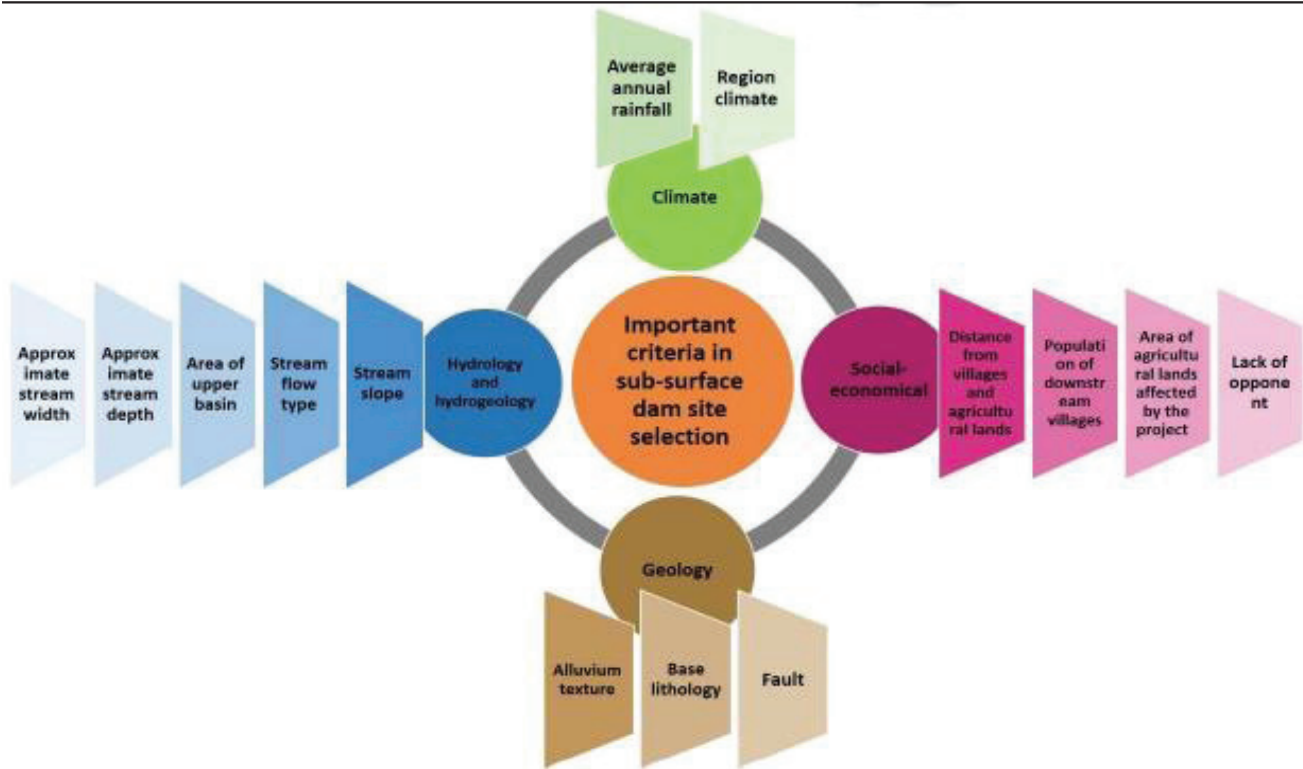 Average
annual
rainfall
Region
climate
Climate
Approx
imate
stream
width
Approx
imate
stream
depth
Area of
upper
basin
Stream
flow
type
Stream
slope
Hydrology
and
hydrogeology
Important
criteria in
sub-surface
dam site
selection
Social-
economical
Distance
from
villages
and
agricultu
ral lands
Populati
on of
downstr
eam
villages
Area of
agricultu
ral lands
affected
by the
project
Lack of
oppone
nt
Geology
Alluvium
texture
Base
lithology
Fault